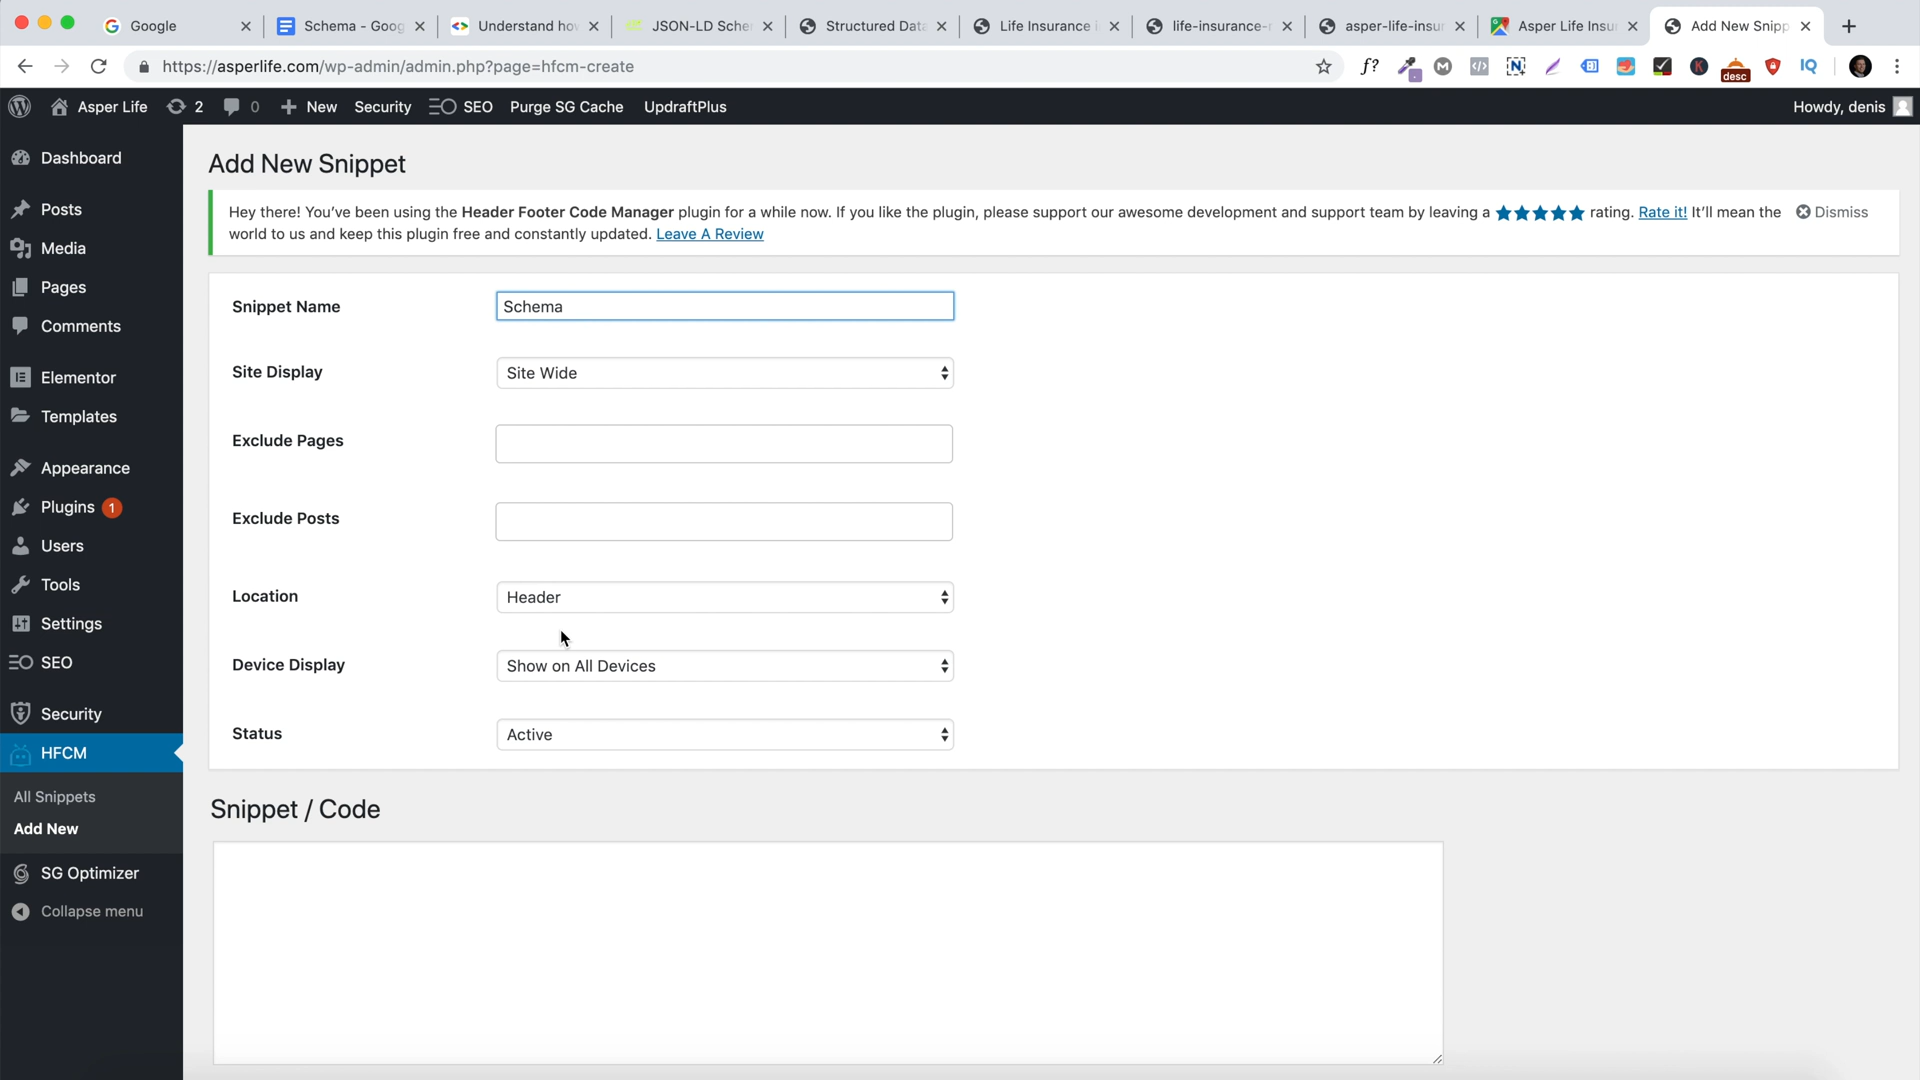 Google
Schema - Goog
Understand how
JSON-LD Sche
Structured Data
Life Insurance i
life-insurance-r
asper-life-insur
Asper Life Insu
Add New Snipp
https://asperlife.com/wp-admin/admin.php?page=hfcm-create
f?
desc
IQ
Asper Life
2
0
New
Security
SEO
Purge SG Cache
UpdraftPlus
Howdy, denis
Dashboard
Posts
Media
Pages
Comments
Elementor
Templates
Appearance
Plugins 1
Users
Tools
Settings
SEO
Security
HFCM
All Snippets
Add New
SG Optimizer
Collapse menu
Add New Snippet
Hey there! You've been using the Header Footer Code Manager plugin for a while now. If you like the plugin, please support our awesome development and support team by leaving a rating. Rate it! It'll mean the
Dismiss
world to us and keep this plugin free and constantly updated. Leave A Review
Snippet Name
Schema
Site Display
Site Wide
Exclude Pages
Exclude Posts
Location
Header
Device Display
Show on All Devices
Status
Active
Snippet / Code